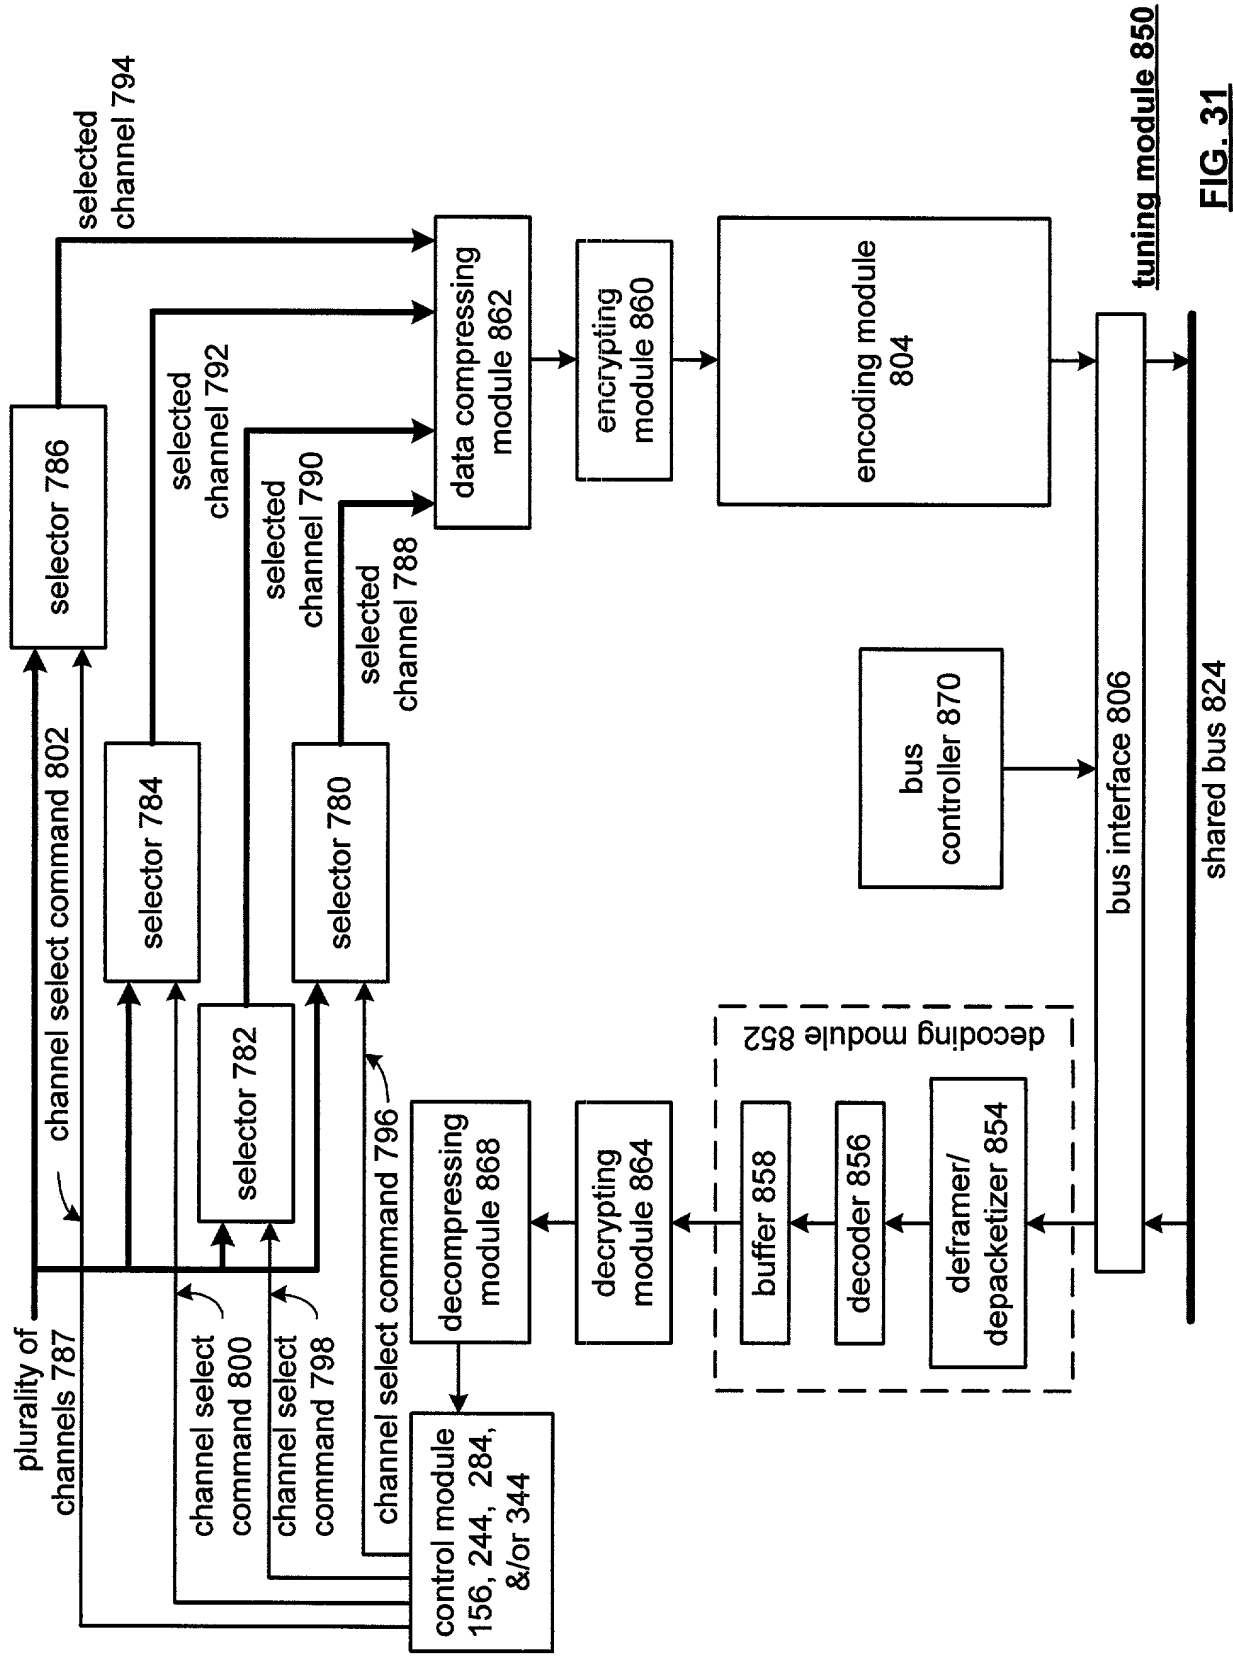 plurality of
channels 787
channel select command 802
selector 786
selected
channel 794
selector 784
selected
channel 792
channel select
command 800
selector 782
selected
channel 790
channel select
command 798
selector 780
selected
channel 788
channel select command 796
control module
156, 244, 284,
&/or 344
decompressing
module 868
data compressing
module 862
decrypting
module 864
encrypting
module 860
decoding module 852
buffer 858
decoder 856
deframer/
depacketizer 854
encoding module
804
bus
controller 870
bus interface 806
shared bus 824
tuning module 850
FIG. 31